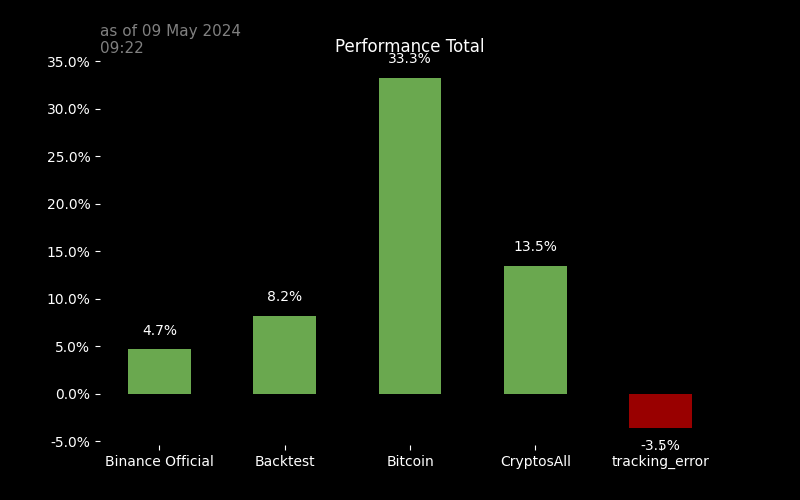 as of 09 May 2024
09:22
Performance Total
35.0%
30.0%
25.0%
20.0%
15.0%
10.0%
5.0%
0.0%
-5.0%
4.7%
8.2%
33.3%
13.5%
-3.5%
Binance Official
Backtest
Bitcoin
CryptosAll
tracking_error